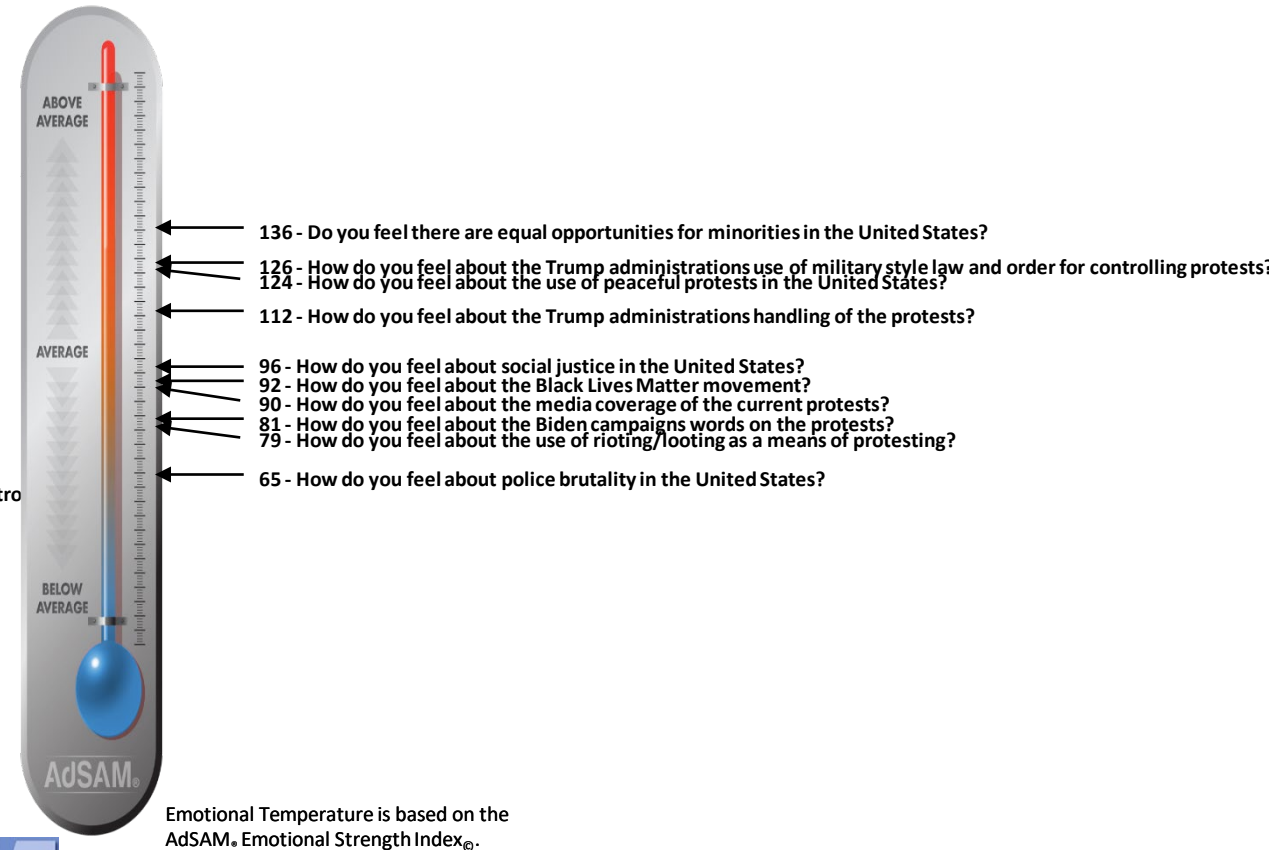 ABOVE
AVERAGE
136 - Do you feel there are equal opportunities for minorities in the United States?
126 - How do you feel about the Trump administrations use of military style law and order for controlling protests?
124 - How do you feel about the use of peaceful protests in the United States?
112 - How do you feel about the Trump administrations handling of the protests?
AVERAGE
96 - How do you feel about social justice in the United States?
92 - How do you feel about the Black Lives Matter movement?
90 - How do you feel about the media coverage of the current protests?
81 - How do you feel about the Biden campaigns words on the protests?
79 - How do you feel about the use of rioting/looting as a means of protesting?
65 - How do you feel about police brutality in the United States?
tro
BELOW
AVERAGE
AdSAM®
Emotional Temperature is based on the
AdSAM® Emotional Strength Index©.